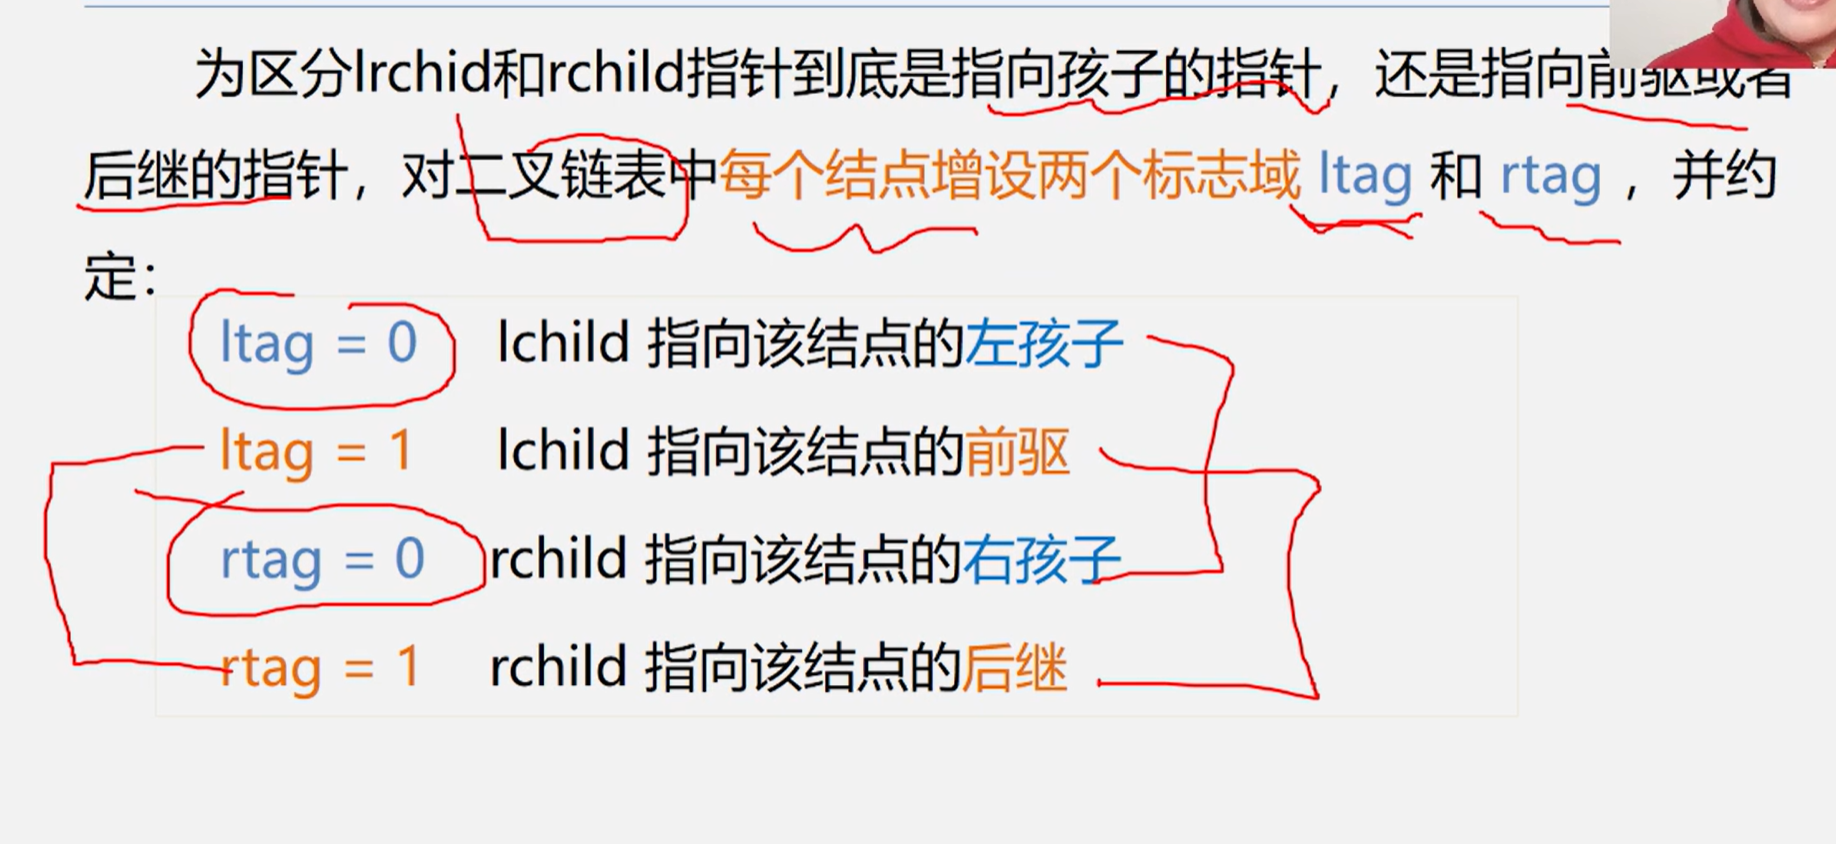 为区分lrchid和rchild指针到底是指向孩子的指针，还是指向前驱或者
后继的指针，对二叉链表中每个结点增设两个标志域 ltag 和 rtag ，并约
定：
ltag = 0 lchild 指向该结点的左孩子
ltag = 1 lchild 指向该结点的前驱
rtag = 0 rchild 指向该结点的右孩子
rtag = 1 rchild 指向该结点的后继